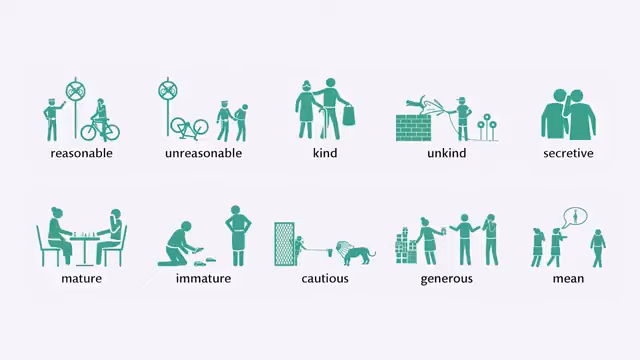 reasonable
unreasonable
kind
unkind
secretive
mature
immature
cautious
generous
mean